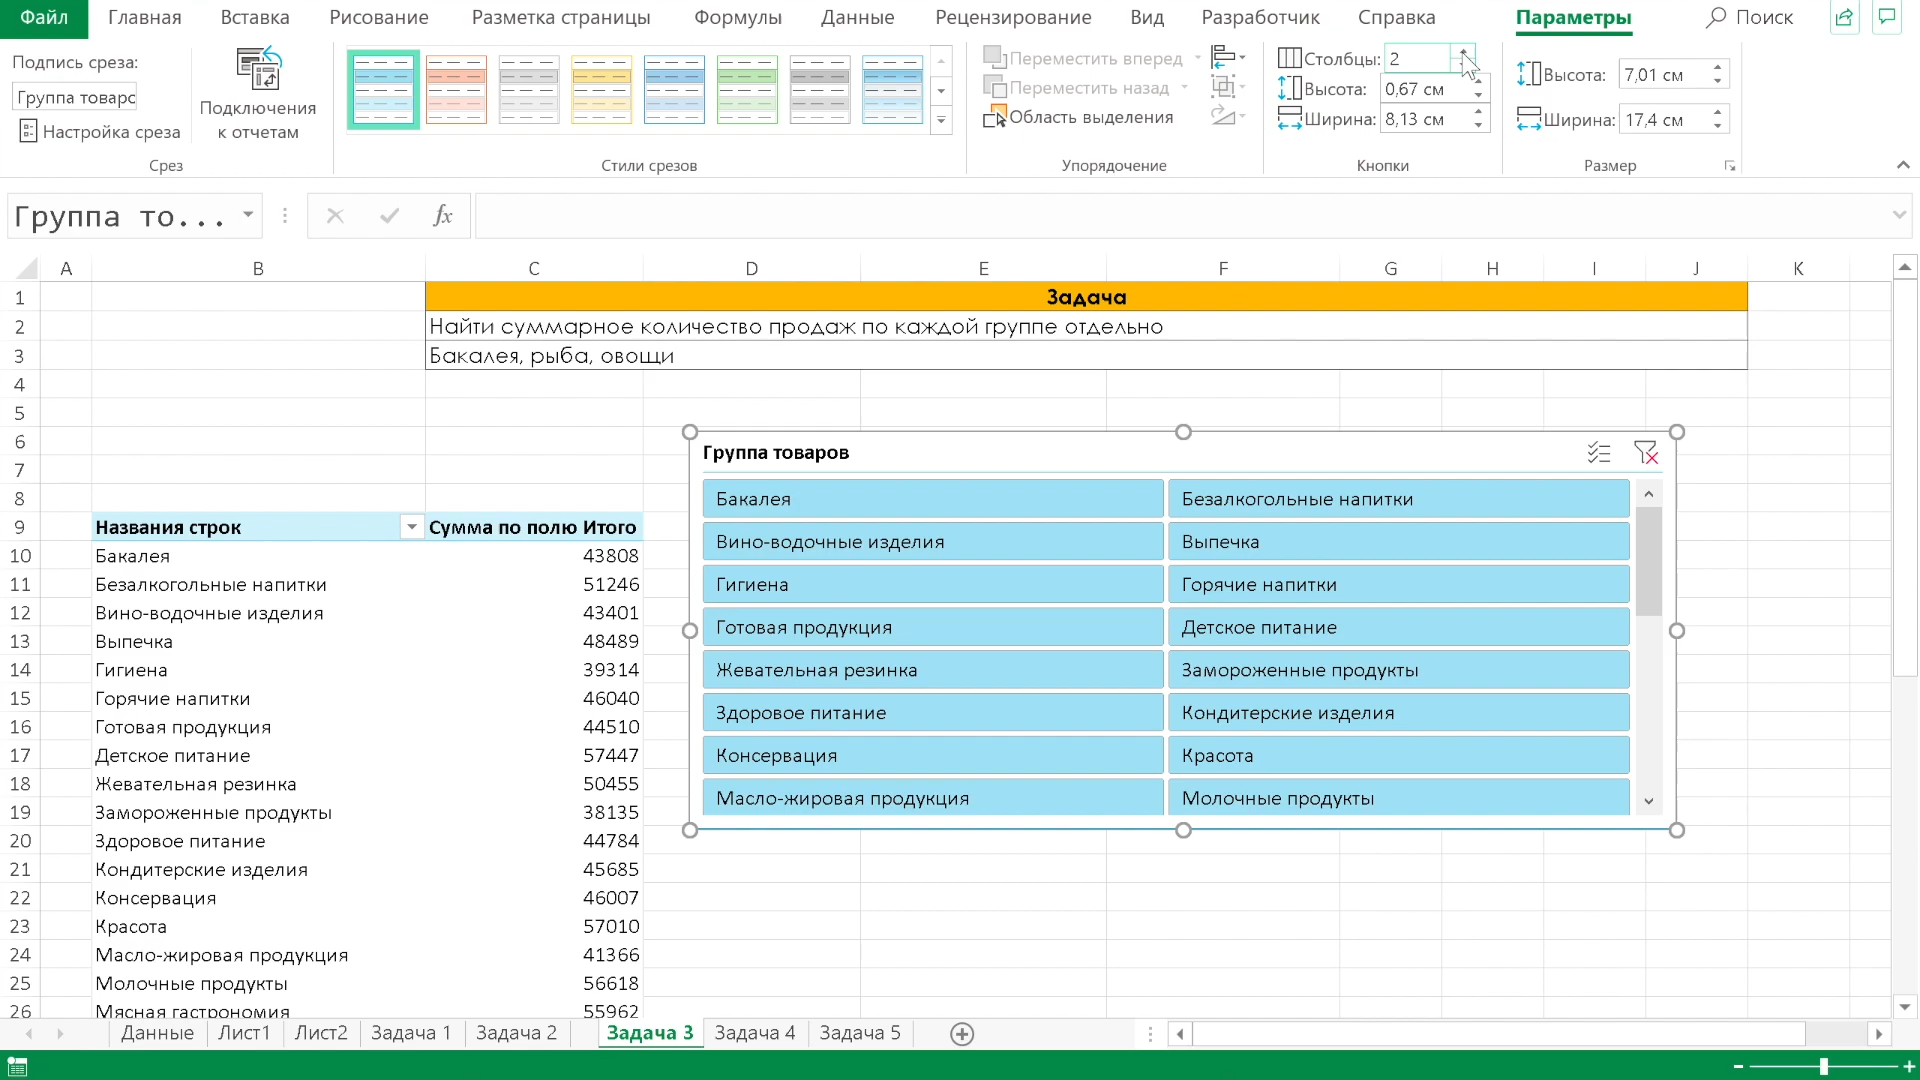 Файл Главная Вставка Рисование Разметка страницы Формулы Данные Рецензирование Вид Разработчик Справка Параметры Поиск
Подпись среза:
Группа товарс
Настройка среза
Подключения
к отчетам
Срез
Стили срезов
Переместить вперед
Переместить назад
Область выделения
Упорядочение
Столбцы: 2
Высота: 0,67 см
Ширина: 8,13 см
Кнопки
Высота: 7,01 см
Ширина: 17,4 см
Размер
Группа то... fx
A B C D E F G H I J K
1 Задача
2 Найти суммарное количество продаж по каждой группе отдельно
3 Бакалея, рыба, овощи
4
5
6
7
8
9 Названия строк Сумма по полю Итого
10 Бакалея 43808
11 Безалкогольные напитки 51246
12 Вино-водочные изделия 43401
13 Выпечка 48489
14 Гигиена 39314
15 Горячие напитки 46040
16 Готовая продукция 44510
17 Детское питание 57447
18 Жевательная резинка 50455
19 Замороженные продукты 38135
20 Здоровое питание 44784
21 Кондитерские изделия 45685
22 Консервация 46007
23 Красота 57010
24 Масло-жировая продукция 41366
25 Молочные продукты 56618
26 Мясная гастрономия 55962
Группа товаров
Бакалея Безалкогольные напитки
Вино-водочные изделия Выпечка
Гигиена Горячие напитки
Готовая продукция Детское питание
Жевательная резинка Замороженные продукты
Здоровое питание Кондитерские изделия
Консервация Красота
Масло-жировая продукция Молочные продукты
Данные Лист1 Лист2 Задача 1 Задача 2 Задача 3 Задача 4 Задача 5